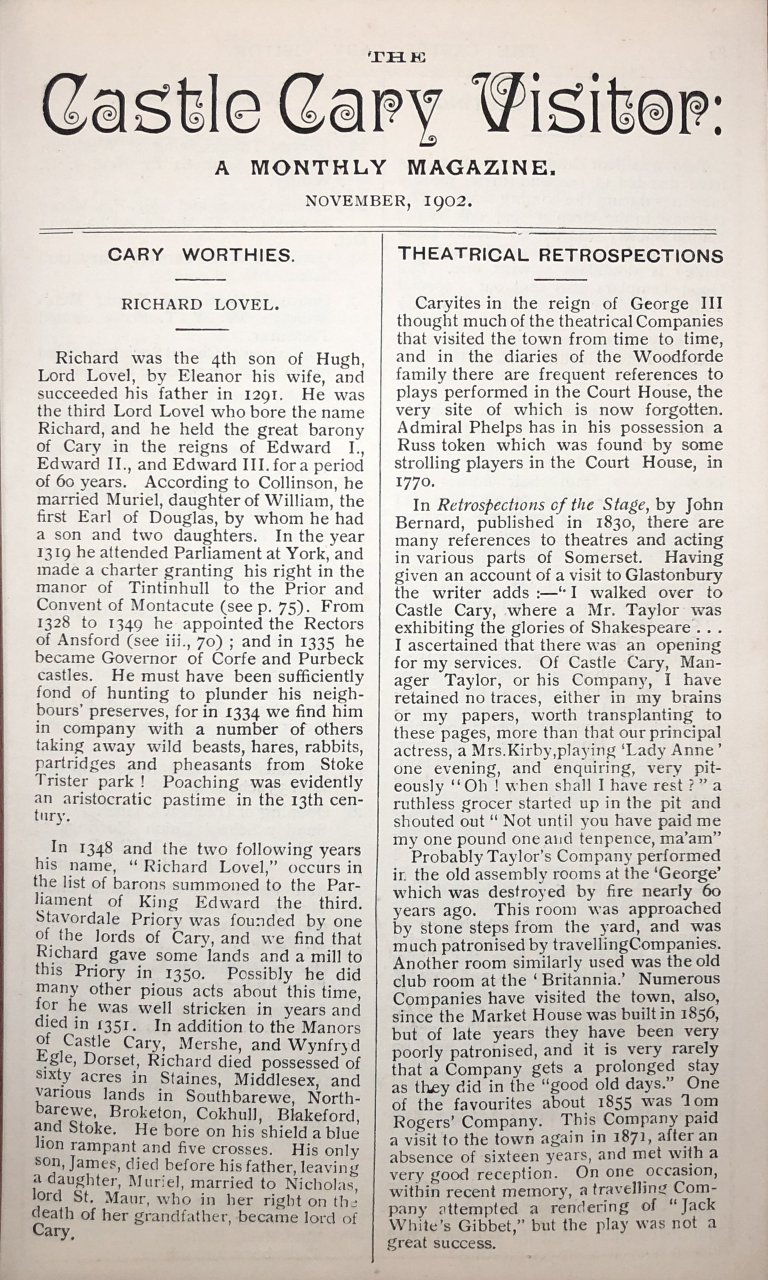 THE
Castle Cary Visitor:
A MONTHLY MAGAZINE.
NOVEMBER, 1902.
CARY WORTHIES.
RICHARD LOVEL.
Richard was the 4th son of Hugh,
Lord Lovel, by Eleanor his wife, and
succeeded his father in 1291. He was
the third Lord Lovel who bore the name
Richard, and he held the great barony
of Cary in the reigns of Edward I.,
Edward II., and Edward III. for a period
of 60 years. According to Collinson, he
married Muriel, daughter of William, the
first Earl of Douglas, by whom he had
a son and two daughters. In the year
1319 he attended Parliament at York, and
made a charter granting his right in the
manor of Tintinhull to the Prior and
Convent of Montacute (see p. 75). From
1328 to 1349 he appointed the Rectors
of Ansford (see iii., 70) ; and in 1335 he
became Governor of Corfe and Purbeck
castles. He must have been sufficiently
fond of hunting to plunder his neigh-
bours' preserves, for in 1334 we find him
in company with a number of others
taking away wild beasts, hares, rabbits,
partridges and pheasants from Stoke
Trister park ! Poaching was evidently
an aristocratic pastime in the 13th cen-
tury.
In 1348 and the two following years
his name, " Richard Lovel," occurs in
the list of barons summoned to the Par-
liament of King Edward the third.
Stavordale Priory was founded by one
of the lords of Cary, and we find that
Richard gave some lands and a mill to
this Priory in 1350. Possibly he did
many other pious acts about this time,
for he was well stricken in years and
died in 1351. In addition to the Manors
of Castle Cary, Mershe, and Wynfryd
Egle, Dorset, Richard died possessed of
sixty acres in Staines, Middlesex, and
various lands in Southbarewe, North-
barewe, Broketon, Cokhull, Blakeford,
and Stoke. He bore on his shield a blue
lion rampant and five crosses. His only
son, James, died before his father, leaving
a daughter, Muriel, married to Nicholas,
lord St. Maur, who in her right on the
death of her grandfather, became lord of
Cary.
THEATRICAL RETROSPECTIONS
Caryites in the reign of George III
thought much of the theatrical Companies
that visited the town from time to time,
and in the diaries of the Woodforde
family there are frequent references to
plays performed in the Court House, the
very site of which is now forgotten.
Admiral Phelps has in his possession a
Russ token which was found by some
strolling players in the Court House, in
1770.
In Retrospections of the Stage, by John
Bernard, published in 1830, there are
many references to theatres and acting
in various parts of Somerset. Having
given an account of a visit to Glastonbury
the writer adds :—" I walked over to
Castle Cary, where a Mr. Taylor was
exhibiting the glories of Shakespeare . . .
I ascertained that there was an opening
for my services. Of Castle Cary, Man-
ager Taylor, or his Company, I have
retained no traces, either in my brains
or my papers, worth transplanting to
these pages, more than that our principal
actress, a Mrs.Kirby,playing 'Lady Anne '
one evening, and enquiring, very pit-
eously " Oh ! when shall I have rest ? " a
ruthless grocer started up in the pit and
shouted out " Not until you have paid me
my one pound one and tenpence, ma'am"
Probably Taylor's Company performed
in the old assembly rooms at the 'George'
which was destroyed by fire nearly 60
years ago. This room was approached
by stone steps from the yard, and was
much patronised by travellingCompanies.
Another room similarly used was the old
club room at the ' Britannia.' Numerous
Companies have visited the town, also,
since the Market House was built in 1856,
but of late years they have been very
poorly patronised, and it is very rarely
that a Company gets a prolonged stay
as they did in the "good old days." One
of the favourites about 1855 was Tom
Rogers' Company. This Company paid
a visit to the town again in 1871, after an
absence of sixteen years, and met with a
very good reception. On one occasion,
within recent memory, a travelling Com-
pany attempted a rendering of "Jack
White's Gibbet," but the play was not a
great success.